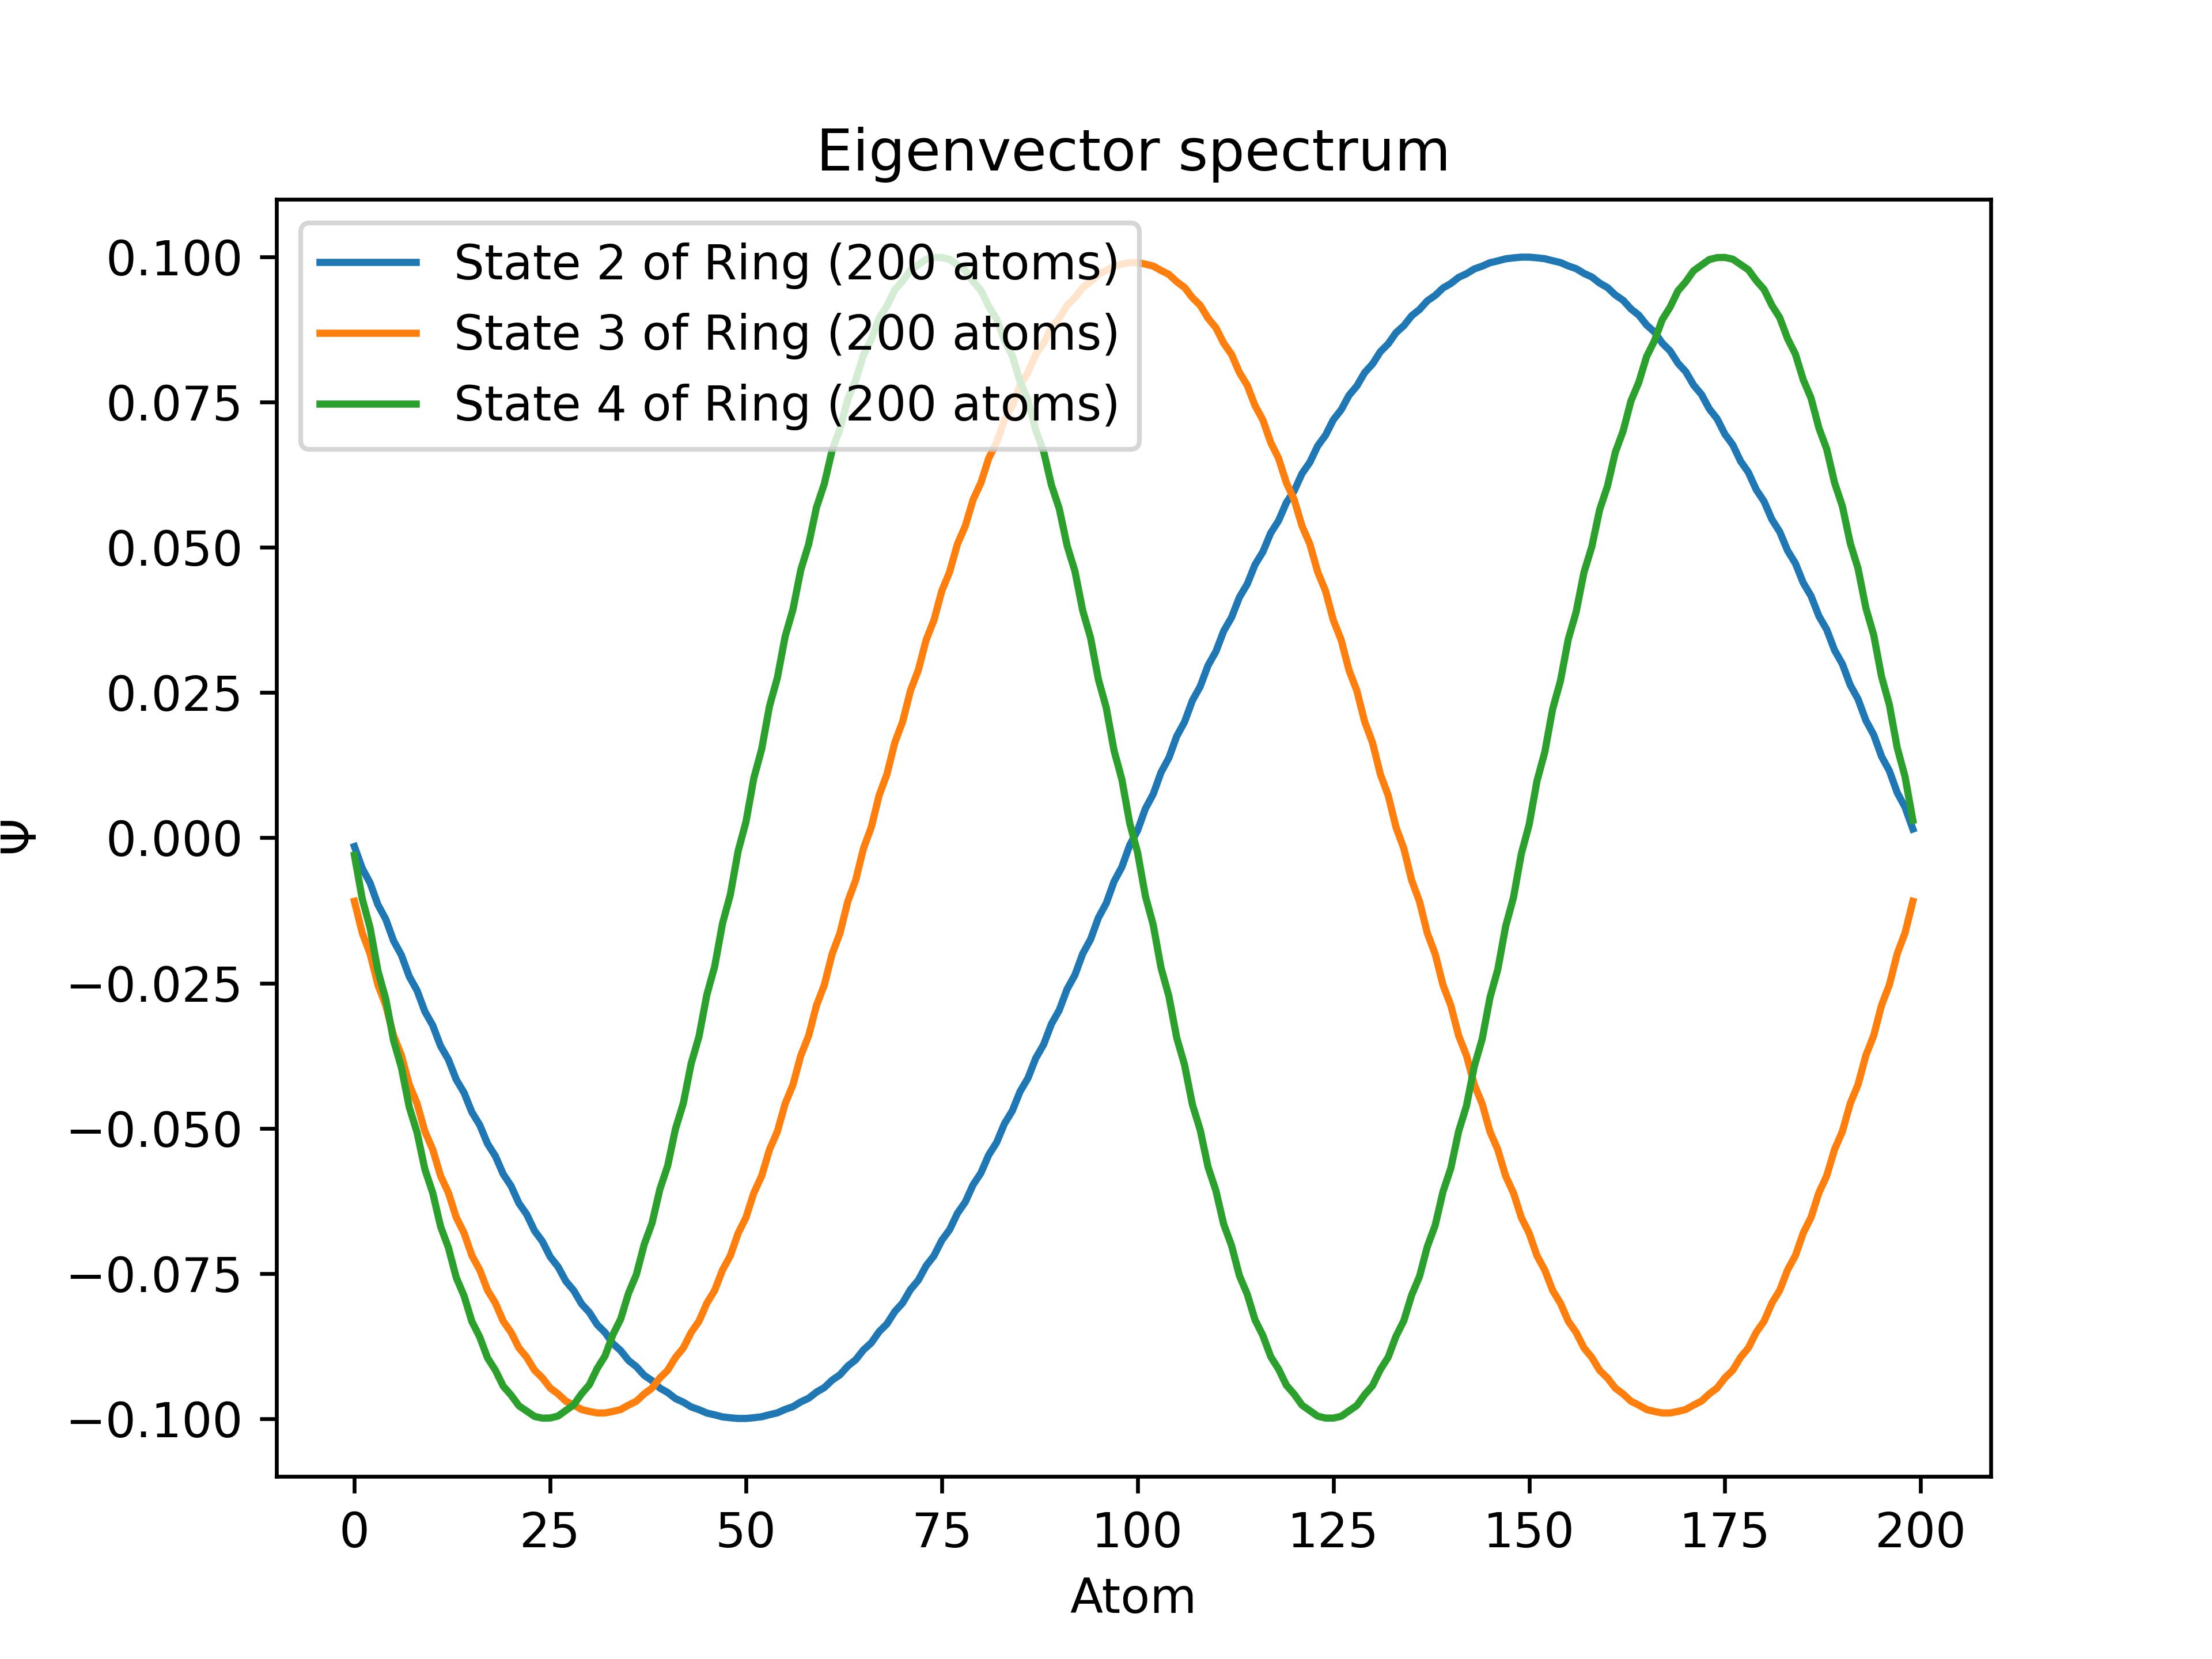 Eigenvector spectrum
State 2 of Ring (200 atoms)
State 3 of Ring (200 atoms)
State 4 of Ring (200 atoms)
0.100
0.075
0.050
0.025
0.000
−0.025
−0.050
−0.075
−0.100
ψ
0 25 50 75 100 125 150 175 200
Atom